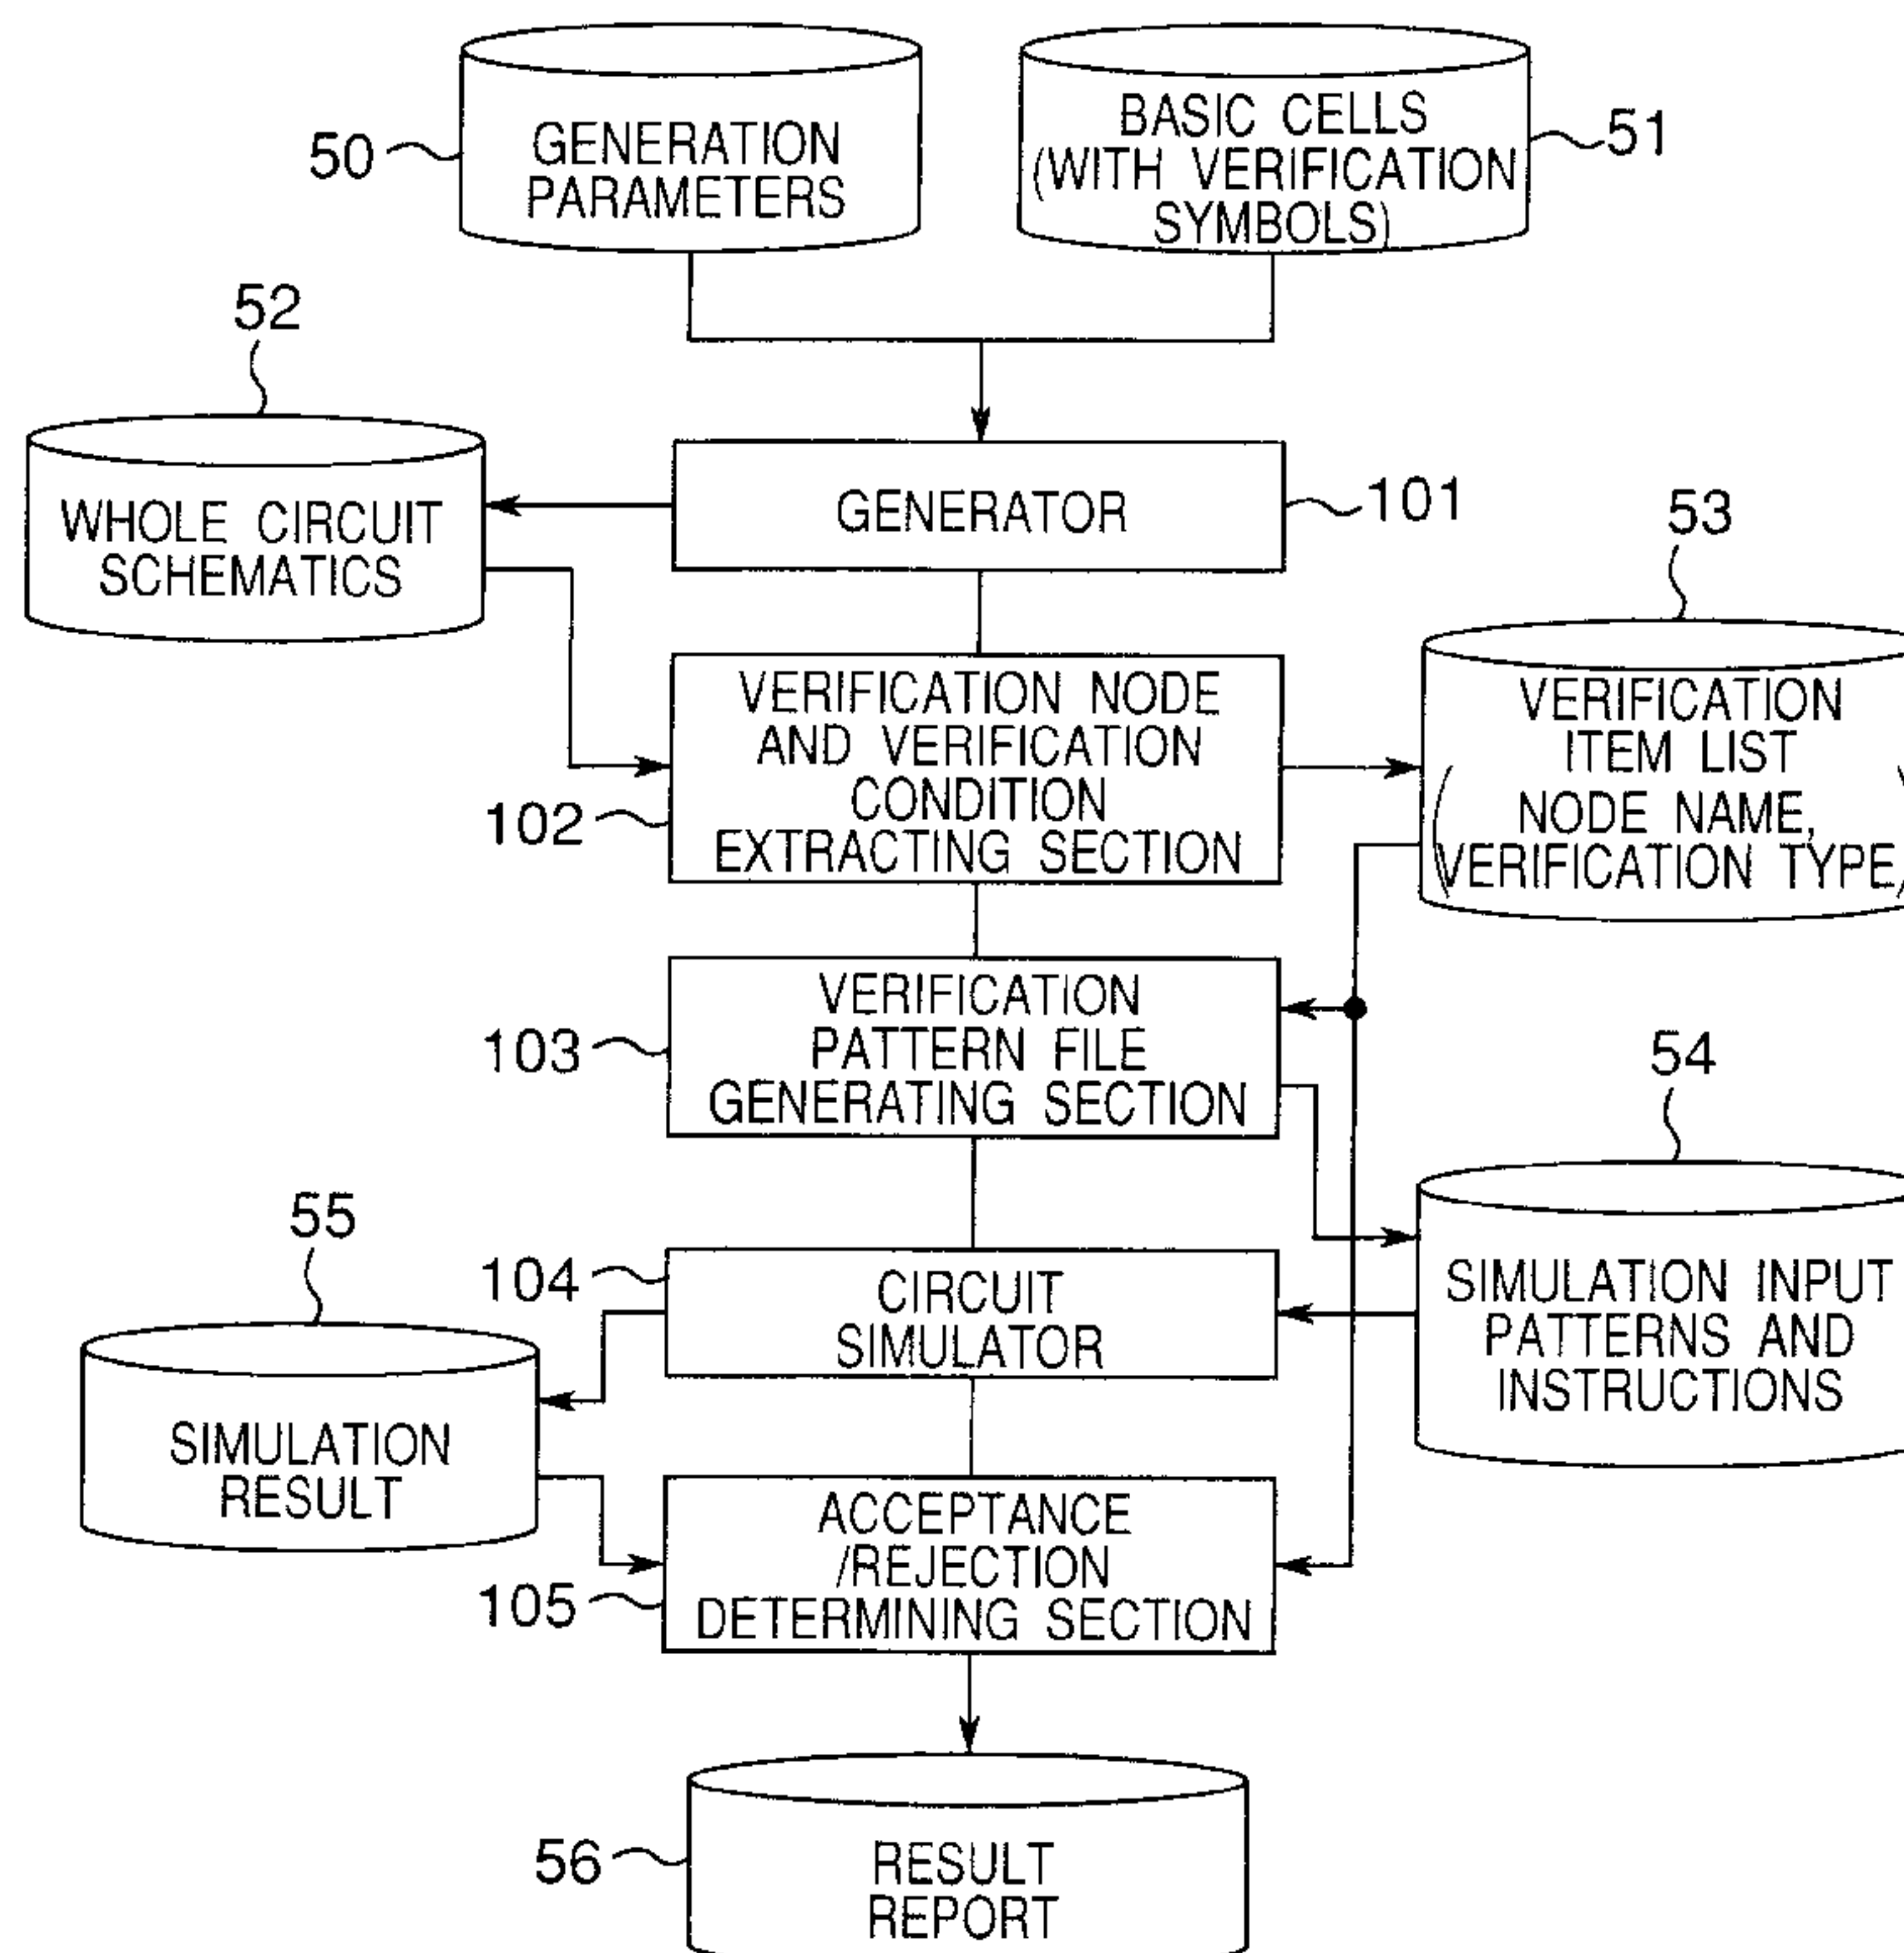 50
GENERATION
PARAMETERS
BASIC CELLS
(WITH VERIFICATION
SYMBOLS)
51
52
WHOLE CIRCUIT
SCHEMATICS
GENERATOR
101
53
VERIFICATION NODE
AND VERIFICATION
CONDITION
EXTRACTING SECTION
102
VERIFICATION
ITEM LIST
(NODE NAME,
VERIFICATION TYPE)
VERIFICATION
PATTERN FILE
GENERATING SECTION
103
54
55
104
CIRCUIT
SIMULATOR
SIMULATION INPUT
PATTERNS AND
INSTRUCTIONS
SIMULATION
RESULT
ACCEPTANCE
/REJECTION
DETERMINING SECTION
105
56
RESULT
REPORT